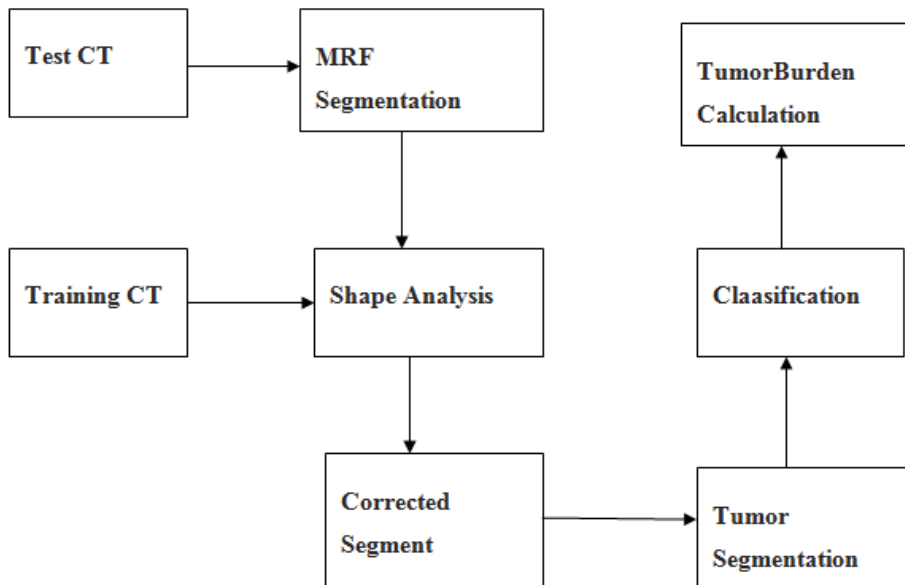 Test CT
MRF
Segmentation
TumorBurden
Calculation
Training CT
Shape Analysis
Claasification
Corrected
Segment
Tumor
Segmentation